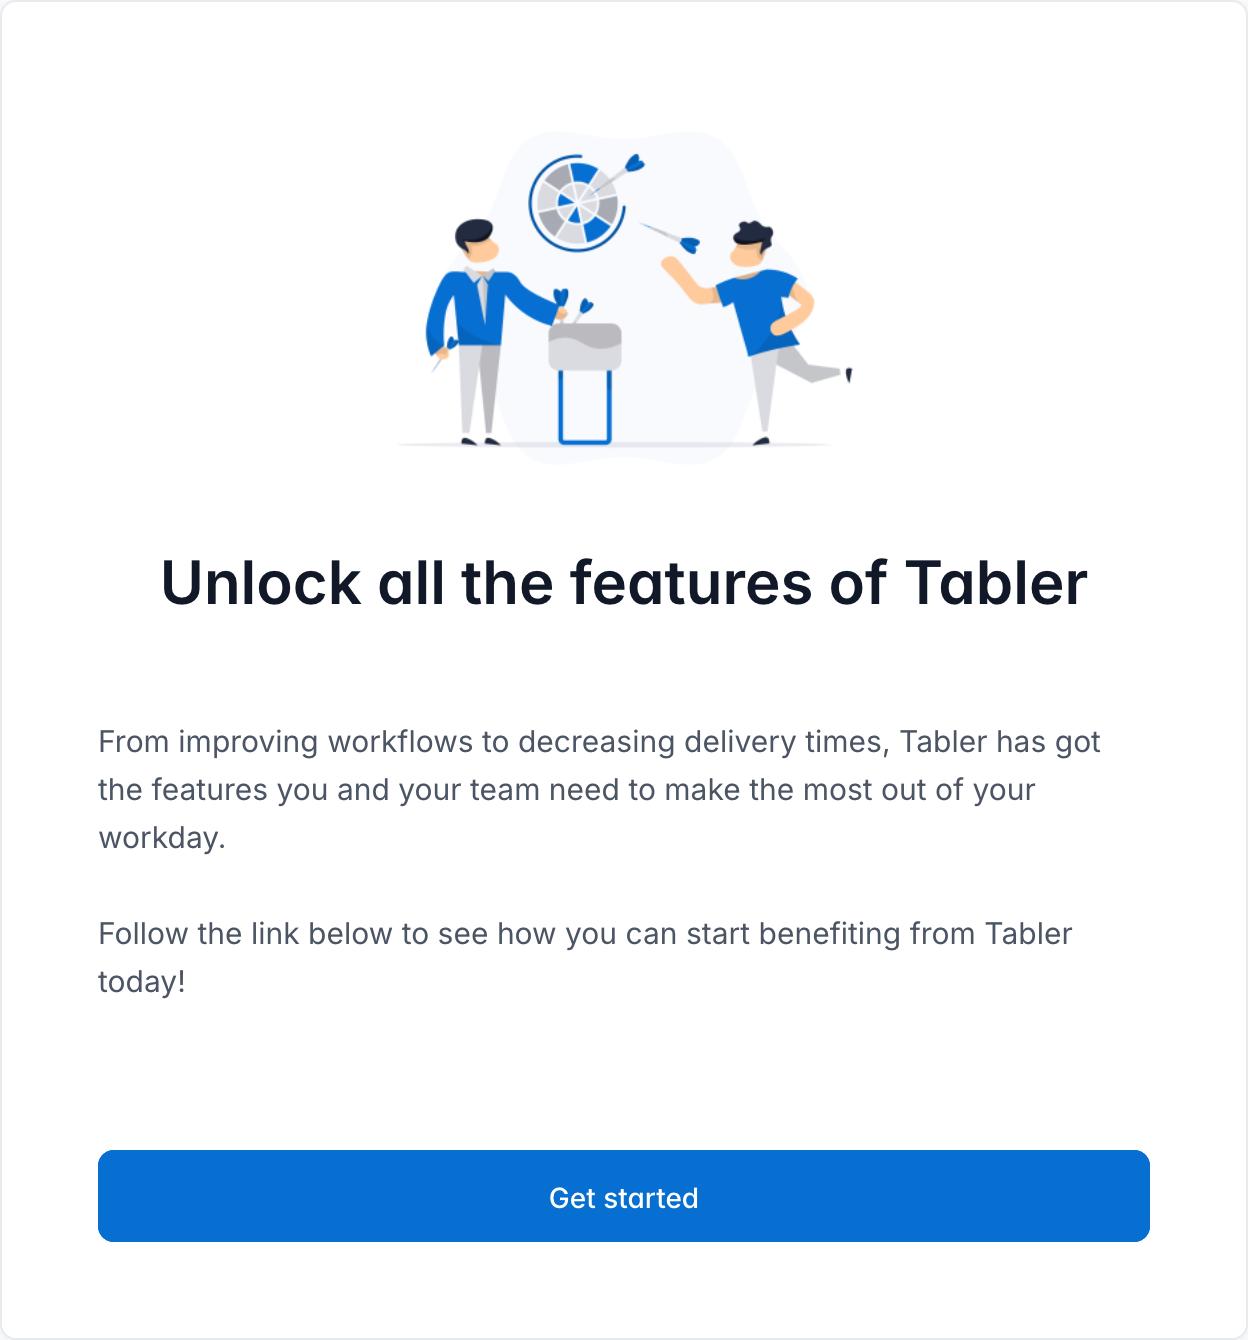 Unlock all the features of Tabler
From improving workflows to decreasing delivery times, Tabler has got
the features you and your team need to make the most out of your
workday.
Follow the link below to see how you can start benefiting from Tabler
today!
Get started